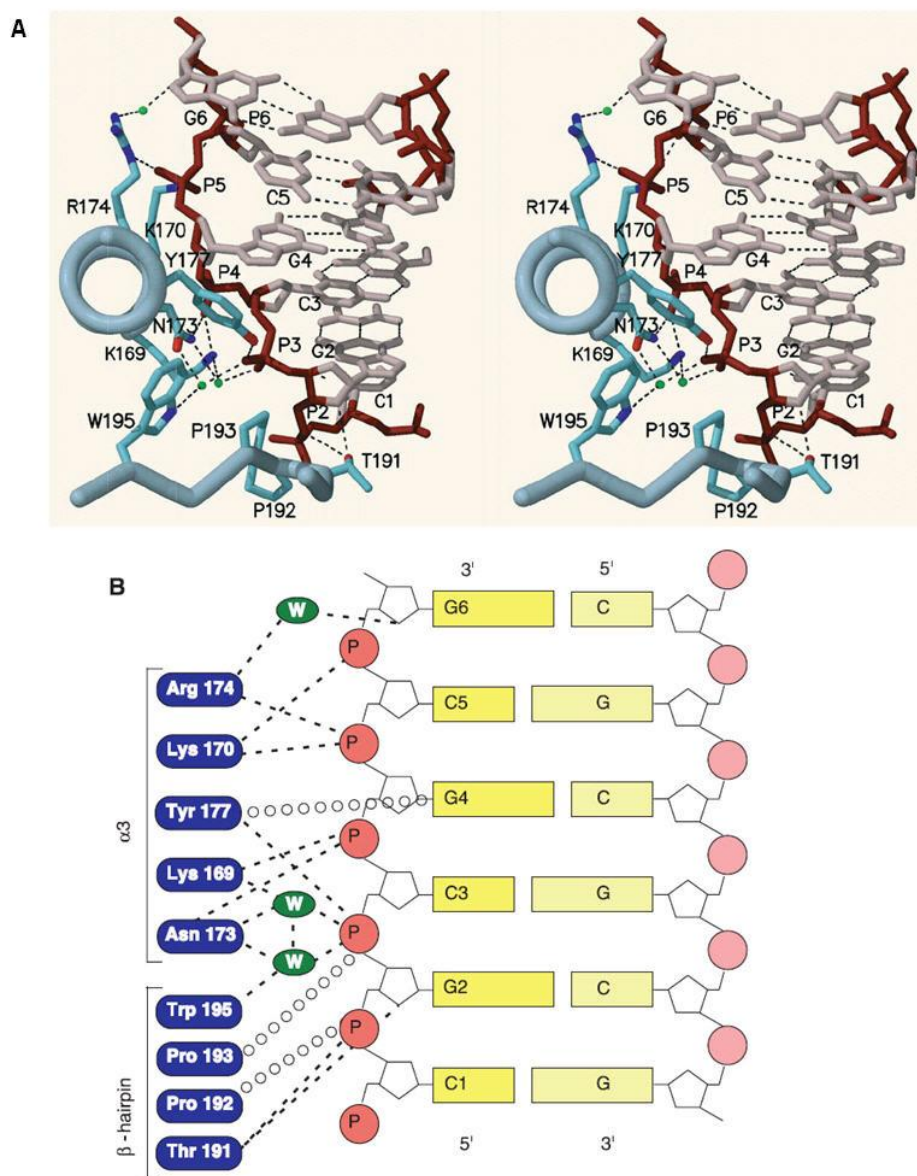 A
G6 P6 G6 P6
P5 C5 P5 C5
R174 R174
K170 K170
Y177 P4 G4 Y177 P4 G4
N173 C3 N173 C3
K169 P3 G2 K169 P3 G2
W195 P2 C1 W195 P2 C1
P193 P193
T191 T191
P192 P192
B
3' 5'
W G6 C
P
Arg 174 C5 G
Lys 170 P
Tyr 177 G4 C
α3
P
Lys 169 C3 G
W
Asn 173 P
W
Trp 195 G2 C
Pro 193 P
Pro 192 C1 G
β-hairpin
Thr 191 P
5' 3'